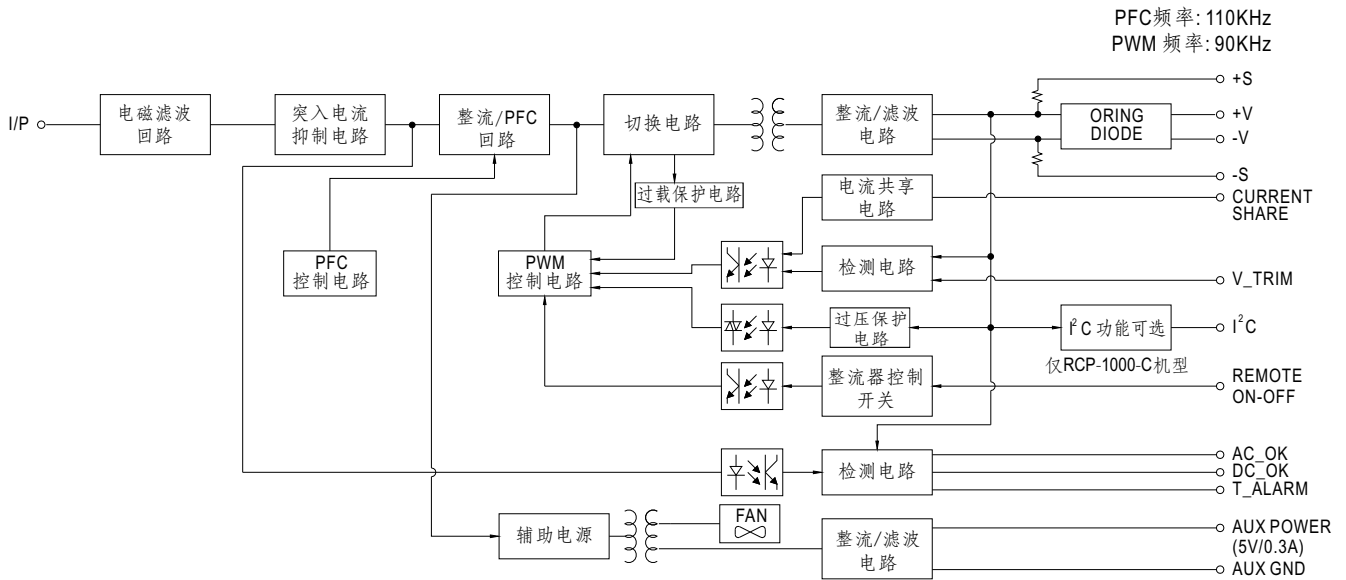 PFC频率: 110KHz
PWM 频率: 90KHz
+S
I/P
电磁滤波
回路
突入电流
抑制电路
整流/PFC
回路
切换电路
整流/滤波
电路
ORING
DIODE
+V
-V
-S
过载保护电路
电流共享
电路
CURRENT
SHARE
PFC
控制电路
PWM
控制电路
检测电路
V_TRIM
过压保护
电路
I²C 功能可选
I²C
仅RCP-1000-C机型
整流器控制
开关
REMOTE
ON-OFF
检测电路
AC_OK
DC_OK
T_ALARM
辅助电源
FAN
整流/滤波
电路
AUX POWER
(5V/0.3A)
AUX GND